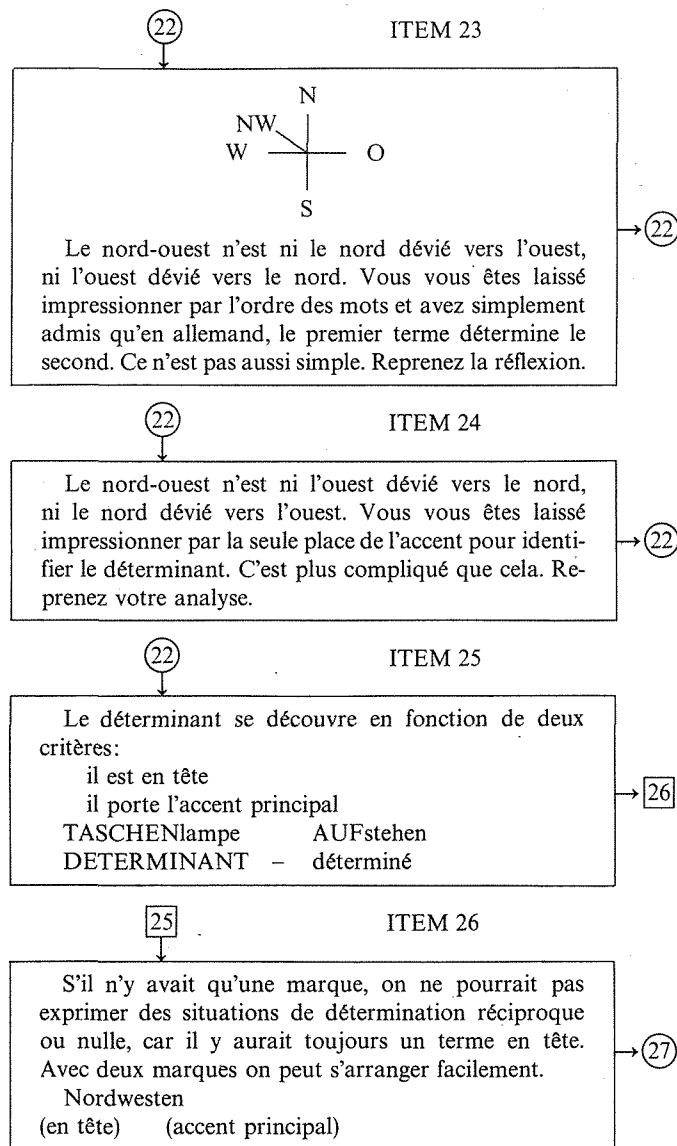 22 ITEM 23
N
NW
W O
S
Le nord-ouest n'est ni le nord dévié vers l'ouest,
ni l'ouest dévié vers le nord. Vous vous êtes laissé
impressionner par l'ordre des mots et avez simplement
admis qu'en allemand, le premier terme détermine le
second. Ce n'est pas aussi simple. Reprenez la réflexion.
22
22 ITEM 24
Le nord-ouest n'est ni l'ouest dévié vers le nord,
ni le nord dévié vers l'ouest. Vous vous êtes laissé
impressionner par la seule place de l'accent pour identi-
fier le déterminant. C'est plus compliqué que cela. Re-
prenez votre analyse.
22
22 ITEM 25
Le déterminant se découvre en fonction de deux
critères:
il est en tête
il porte l'accent principal
TASCHENlampe AUFstehen
DETERMINANT – déterminé
26
25 ITEM 26
S'il n'y avait qu'une marque, on ne pourrait pas
exprimer des situations de détermination réciproque
ou nulle, car il y aurait toujours un terme en tête.
Avec deux marques on peut s'arranger facilement.
Nordwesten
(en tête) (accent principal)
27